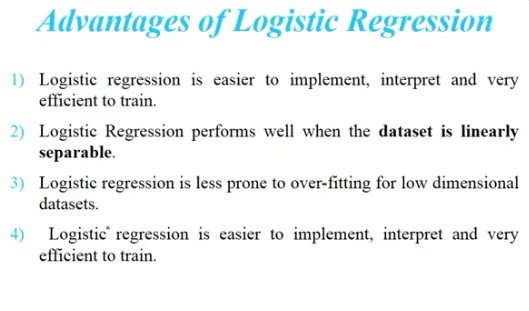 Advantages of Logistic Regression
1) Logistic regression is easier to implement, interpret and very
efficient to train.
2) Logistic Regression performs well when the dataset is linearly
separable.
3) Logistic regression is less prone to over-fitting for low dimensional
datasets.
4) Logistic regression is easier to implement, interpret and very
efficient to train.